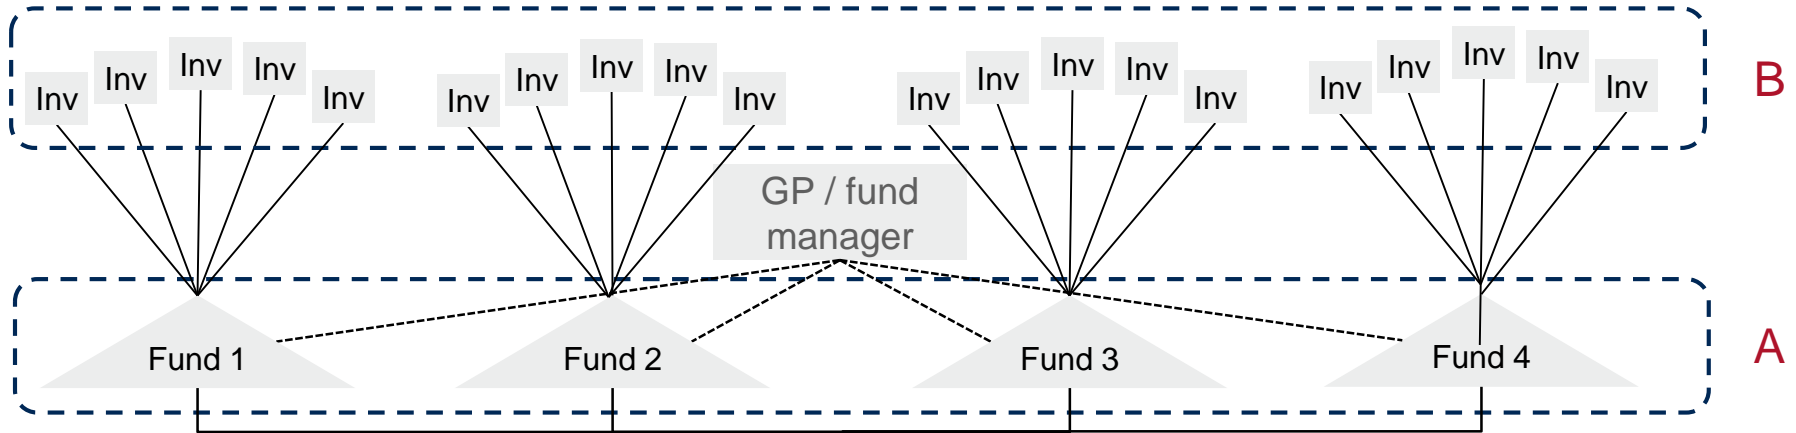 Inv Inv Inv Inv Inv Inv Inv Inv Inv Inv Inv Inv Inv Inv Inv Inv Inv Inv Inv Inv
B
GP / fund
manager
Fund 1 Fund 2 Fund 3 Fund 4
A